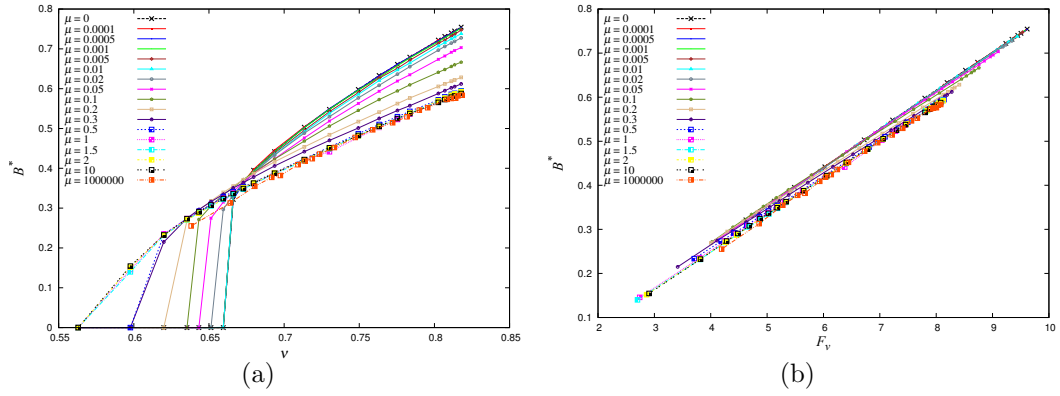 B*
0.8
0.7
0.6
0.5
0.4
0.3
0.2
0.1
0
μ = 0
μ = 0.0001
μ = 0.0005
μ = 0.001
μ = 0.005
μ = 0.01
μ = 0.02
μ = 0.05
μ = 0.1
μ = 0.2
μ = 0.3
μ = 0.5
μ = 1
μ = 1.5
μ = 2
μ = 10
μ = 1000000
0.55 0.6 0.65 0.7 0.75 0.8 0.85
ν
(a)
B*
0.8
0.7
0.6
0.5
0.4
0.3
0.2
0.1
μ = 0
μ = 0.0001
μ = 0.0005
μ = 0.001
μ = 0.005
μ = 0.01
μ = 0.02
μ = 0.05
μ = 0.1
μ = 0.2
μ = 0.3
μ = 0.5
μ = 1
μ = 1.5
μ = 2
μ = 10
μ = 1000000
2 3 4 5 6 7 8 9 10
F_ν
(b)